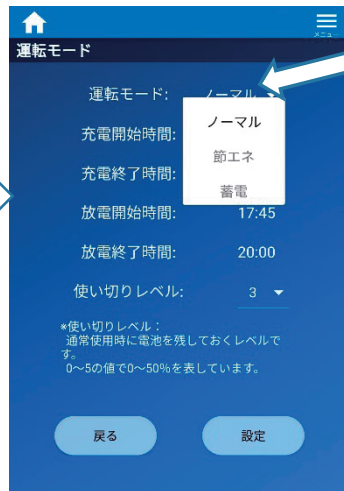 メニュー
運転モード
運転モード: ノーマル
ノーマル
節エネ
蓄電
充電開始時間:
充電終了時間:
放電開始時間: 17:45
放電終了時間: 20:00
使い切りレベル: 3
*使い切りレベル：
通常使用時に電池を残しておくレベルで
す。
0～5の値で0～50%を表しています。
戻る 設定